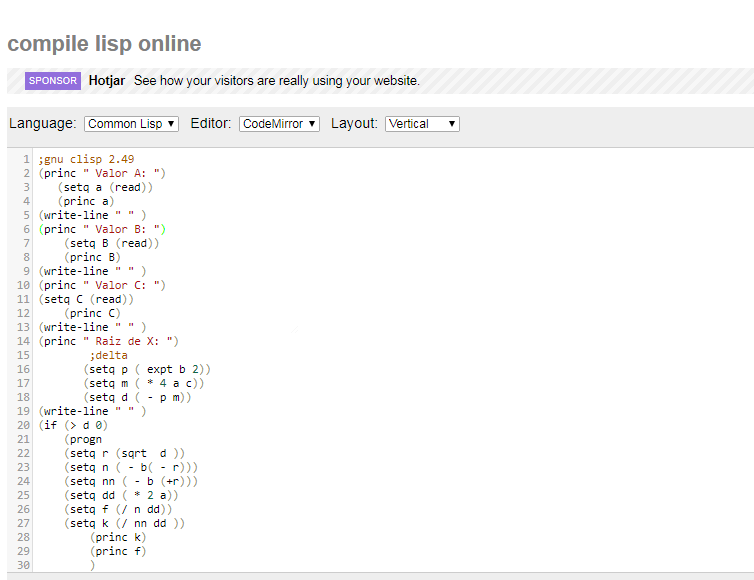 compile lisp online
SPONSOR Hotjar See how your visitors are really using your website.
Language: Common Lisp ▼ Editor: CodeMirror ▼ Layout: Vertical ▼
1 ;gnu clisp 2.49
2 (princ " Valor A: ")
3 (setq a (read))
4 (princ a)
5 (write-line " " )
6 (princ " Valor B: ")
7 (setq B (read))
8 (princ B)
9 (write-line " " )
10 (princ " Valor C: ")
11 (setq C (read))
12 (princ C)
13 (write-line " " )
14 (princ " Raiz de X: ")
15 ;delta
16 (setq p ( expt b 2))
17 (setq m ( * 4 a c))
18 (setq d ( - p m))
19 (write-line " " )
20 (if (> d 0)
21 (progn
22 (setq r (sqrt d ))
23 (setq n ( - b( - r)))
24 (setq nn ( - b (+r)))
25 (setq dd ( * 2 a))
26 (setq f (/ n dd))
27 (setq k (/ nn dd ))
28 (princ k)
29 (princ f)
30 )